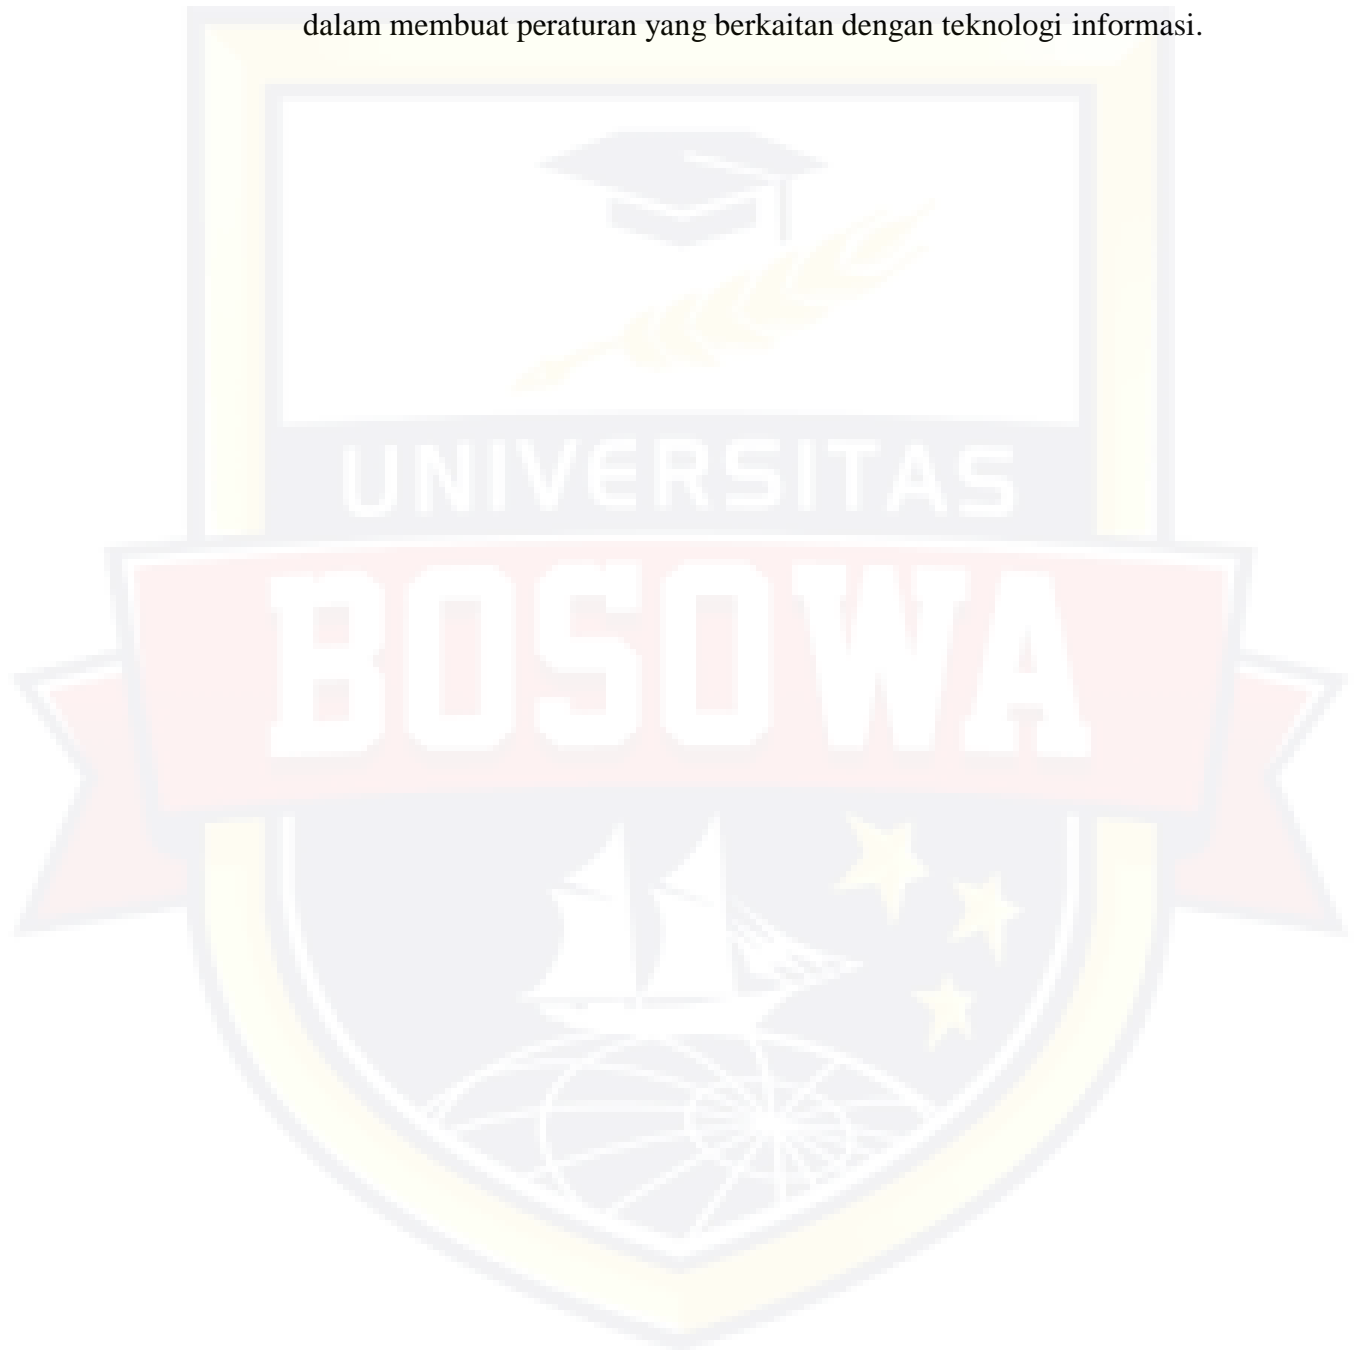 dalam membuat peraturan yang berkaitan dengan teknologi informasi.
UNIVERSITAS
BOSOWA